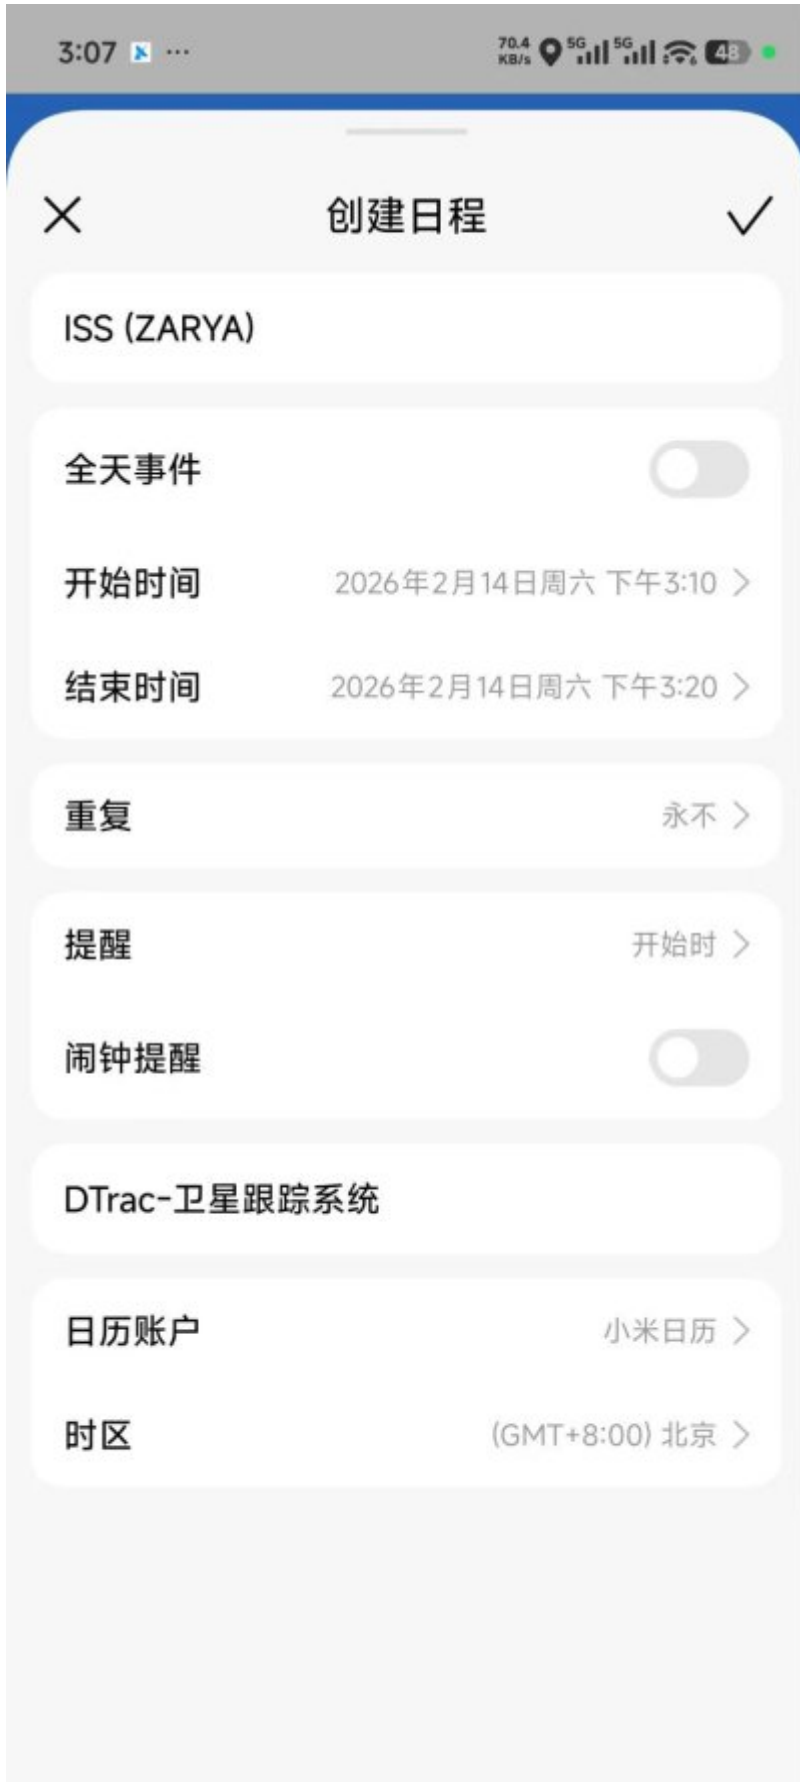 3:07 ···
70.4 KB/s 5G 5G 48
创建日程
ISS (ZARYA)
全天事件
开始时间 2026年2月14日周六 下午3:10
结束时间 2026年2月14日周六 下午3:20
重复 永不
提醒 开始时
闹钟提醒
DTrac-卫星跟踪系统
日历账户 小米日历
时区 (GMT+8:00) 北京